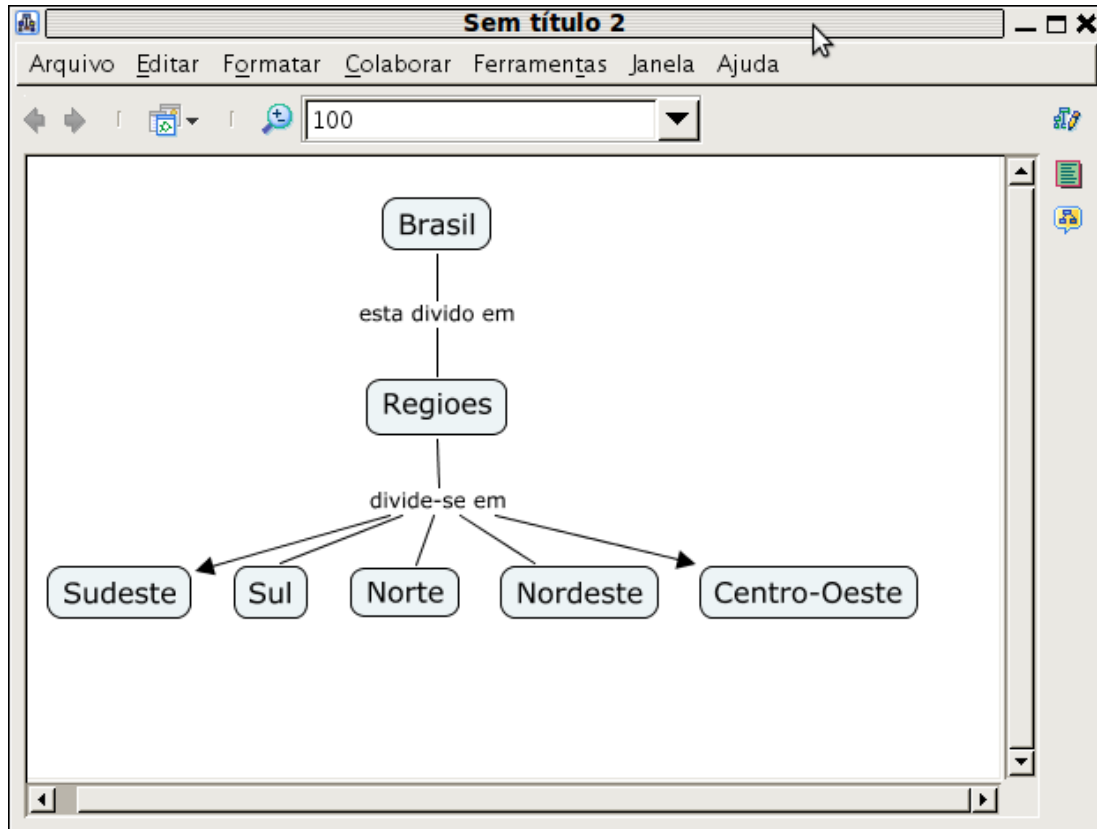 Sem título 2
Arquivo Editar Formatar Colaborar Ferramentas Janela Ajuda
100
Brasil
esta divido em
Regioes
divide-se em
Sudeste Sul Norte Nordeste Centro-Oeste